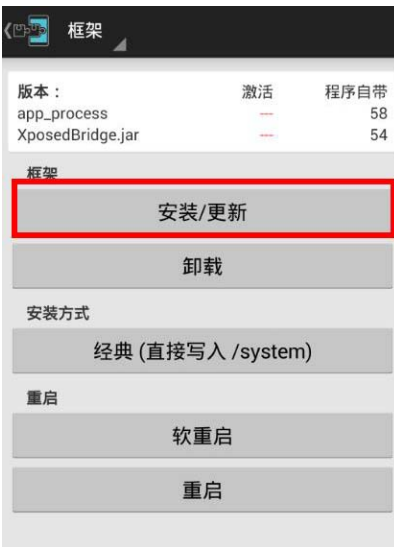 框架
版本： 激活 程序自带
app_process --- 58
XposedBridge.jar --- 54
框架
安装/更新
卸载
安装方式
经典 (直接写入 /system)
重启
软重启
重启